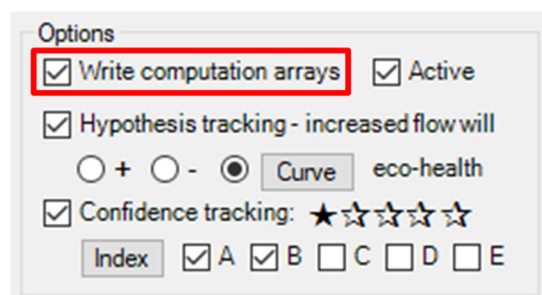 Options
Write computation arrays Active
Hypothesis tracking - increased flow will
+ - Curve eco-health
Confidence tracking: ★☆☆☆☆
Index A B C D E